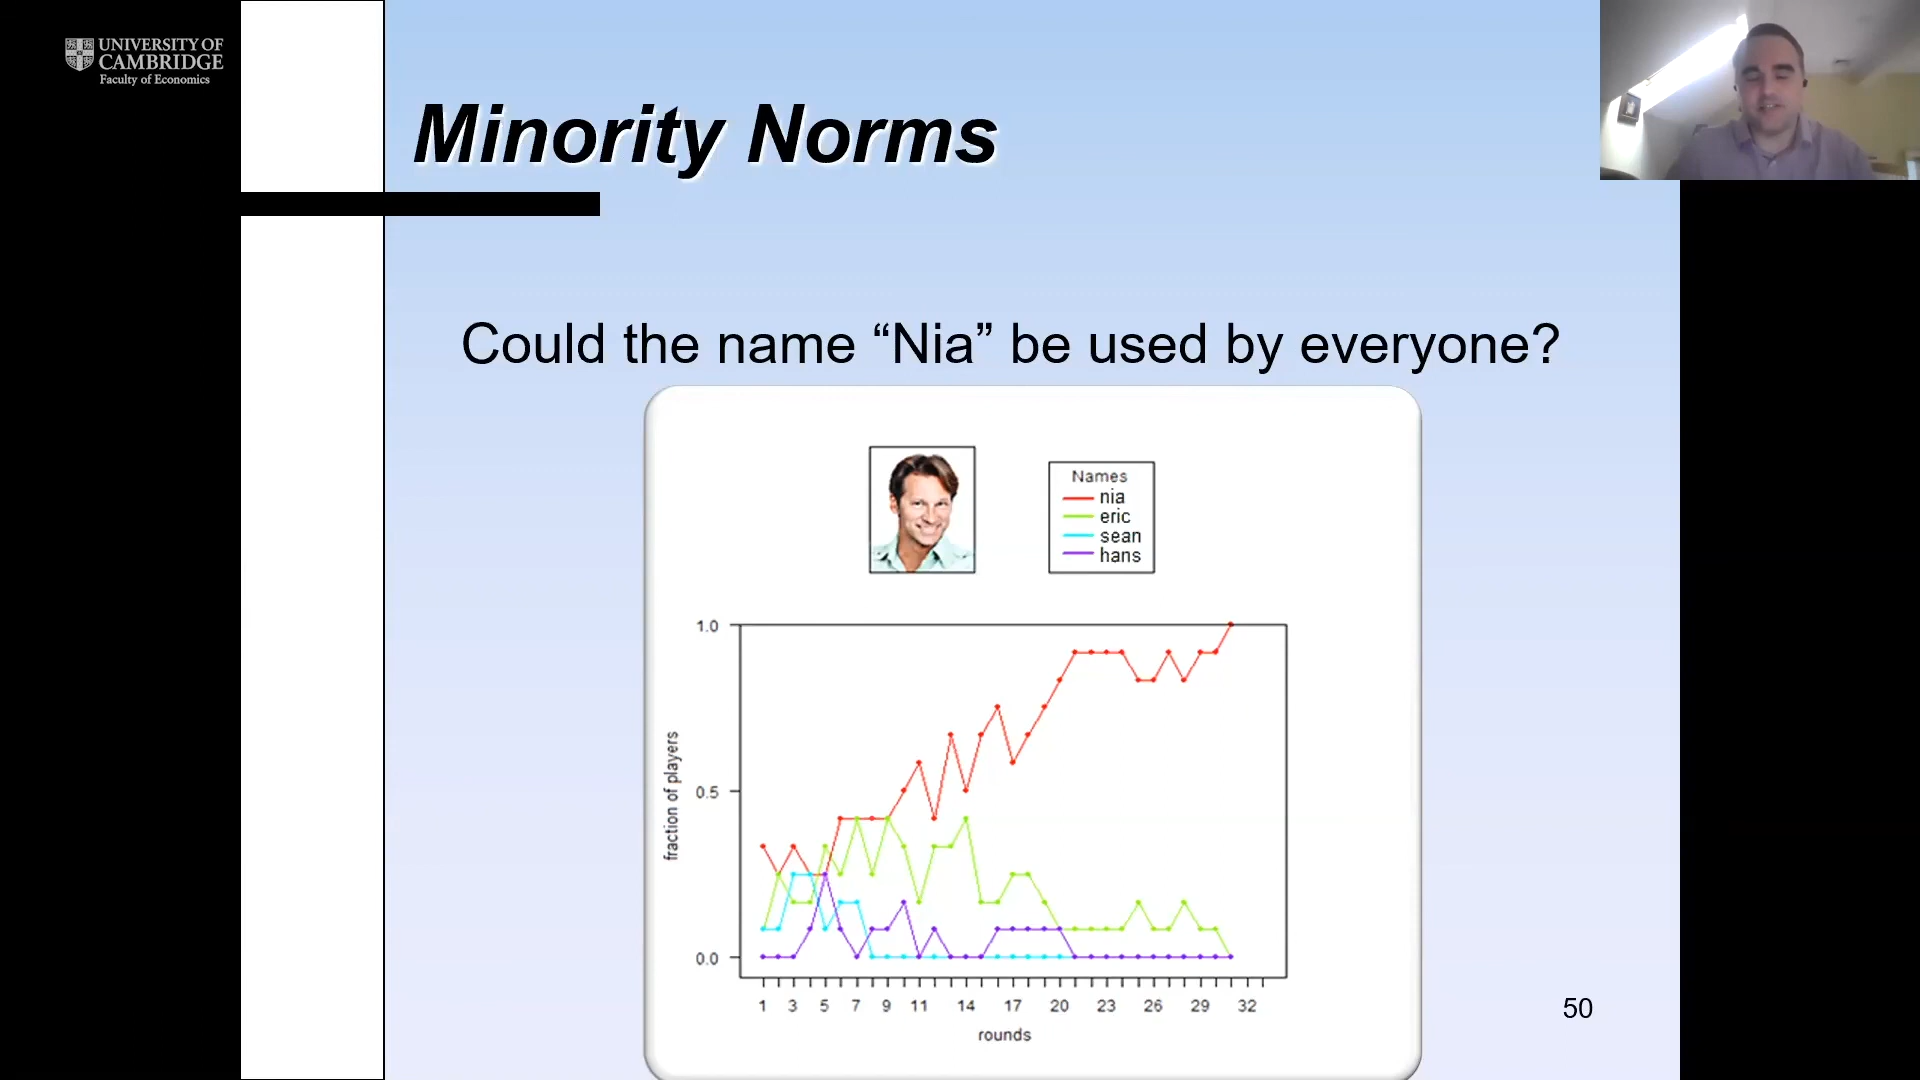 UNIVERSITY OF
CAMBRIDGE
Faculty of Economics
Minority Norms
Could the name “Nia” be used by everyone?
Names
nia
eric
sean
hans
1.0
0.5
0.0
fraction of players
1 3 5 7 9 11 14 17 20 23 26 29 32
rounds
50